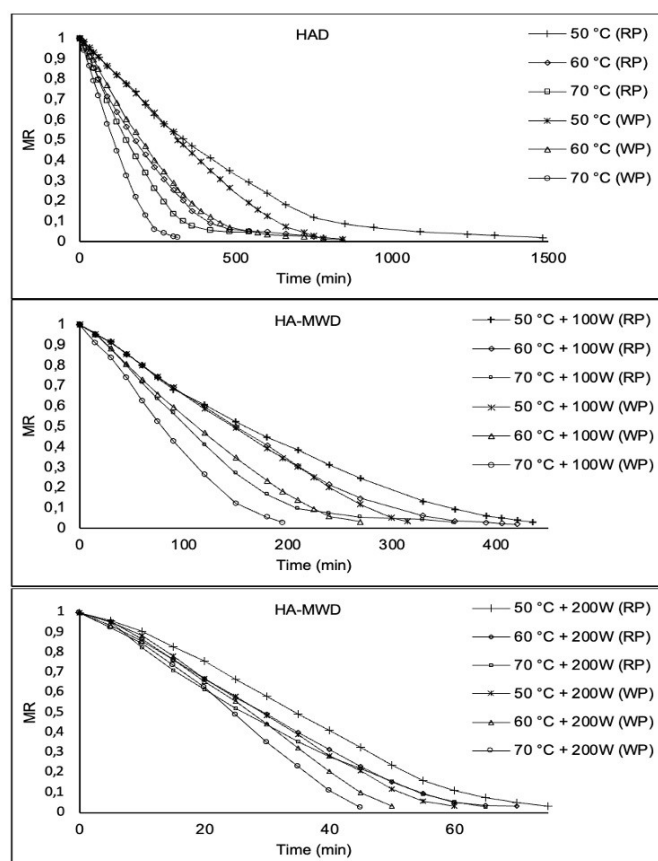 HAD
50 °C (RP)
60 °C (RP)
70 °C (RP)
50 °C (WP)
60 °C (WP)
70 °C (WP)
MR
1
0,9
0,8
0,7
0,6
0,5
0,4
0,3
0,2
0,1
0
0 500 1000 1500
Time (min)
HA-MWD
50 °C + 100W (RP)
60 °C + 100W (RP)
70 °C + 100W (RP)
50 °C + 100W (WP)
60 °C + 100W (WP)
70 °C + 100W (WP)
MR
1
0,9
0,8
0,7
0,6
0,5
0,4
0,3
0,2
0,1
0
0 100 200 300 400
Time (min)
HA-MWD
50 °C + 200W (RP)
60 °C + 200W (RP)
70 °C + 200W (RP)
50 °C + 200W (WP)
60 °C + 200W (WP)
70 °C + 200W (WP)
MR
1
0,9
0,8
0,7
0,6
0,5
0,4
0,3
0,2
0,1
0
0 20 40 60
Time (min)